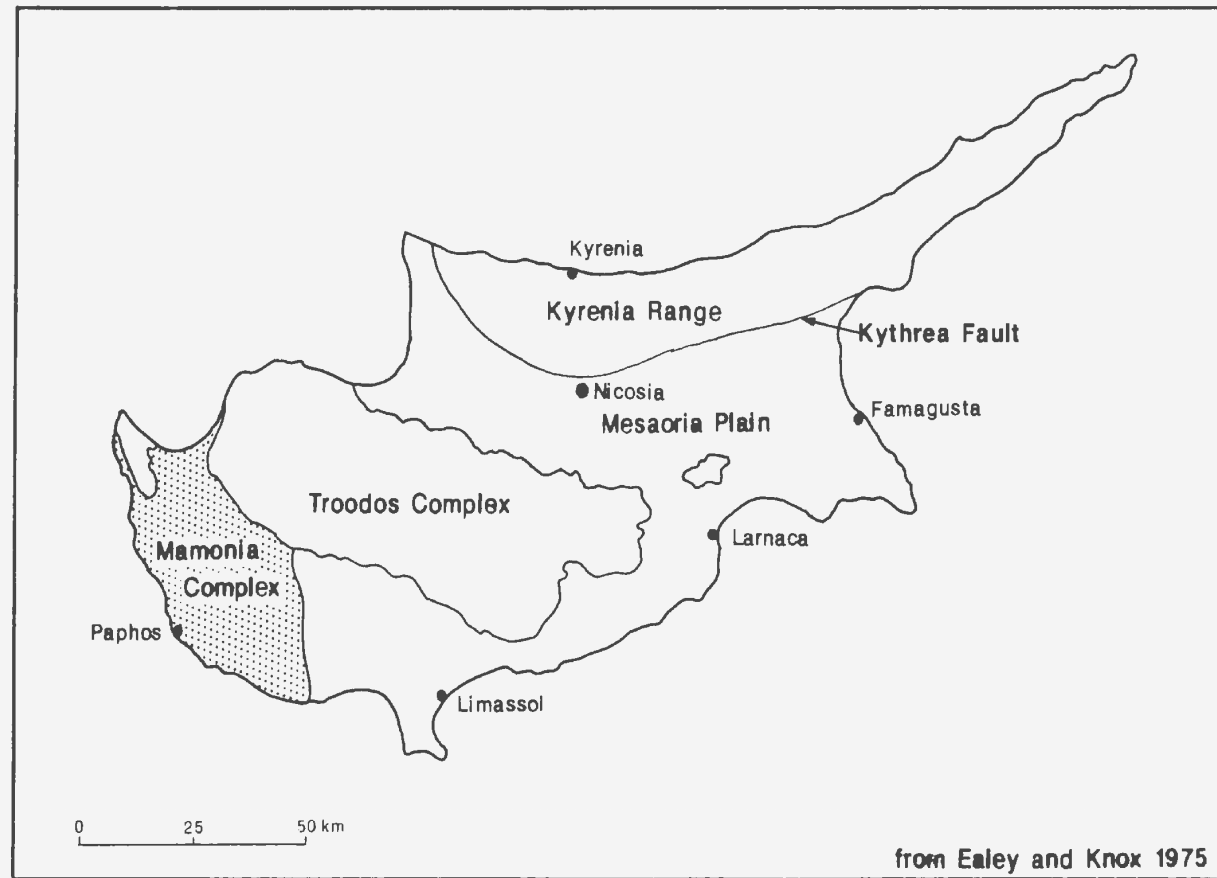 Kyrenia
Kyrenia Range
Kythrea Fault
Nicosia
Famagusta
Mesaoria Plain
Troodos Complex
Larnaca
Mamonia
Complex
Paphos
Limassol
0 25 50 km
from Ealey and Knox 1975